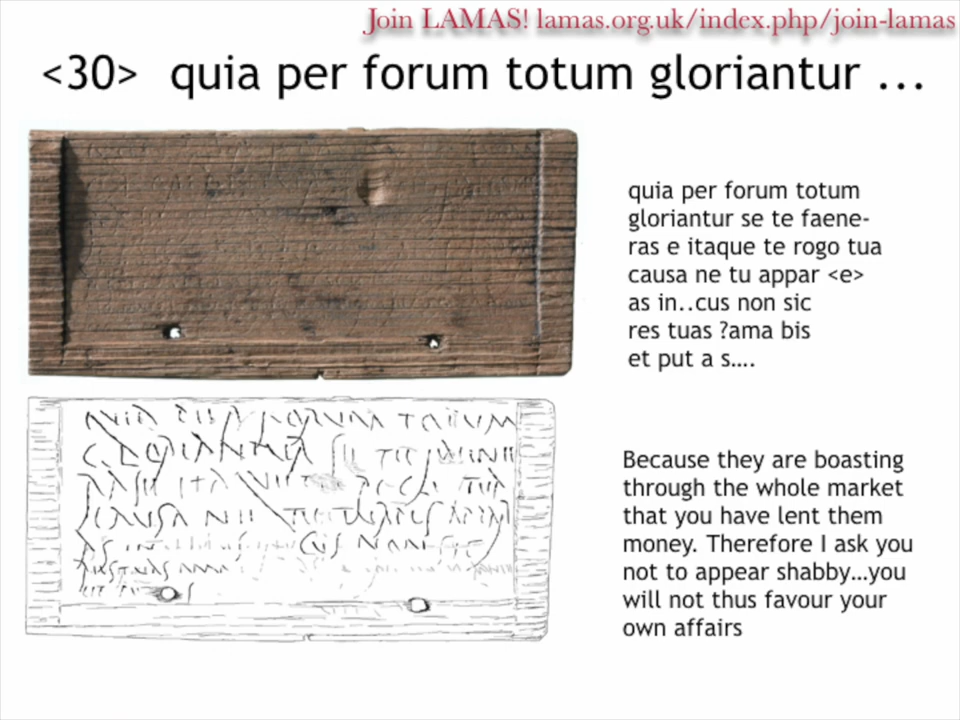 Join LAMAS! lamas.org.uk/index.php/join-lamas
<30> quia per forum totum gloriantur ...
quia per forum totum
gloriantur se te faene-
ras e itaque te rogo tua
causa ne tu appar <e>
as in..cus non sic
res tuas ?ama bis
et put a s....
Because they are boasting
through the whole market
that you have lent them
money. Therefore I ask you
not to appear shabby...you
will not thus favour your
own affairs